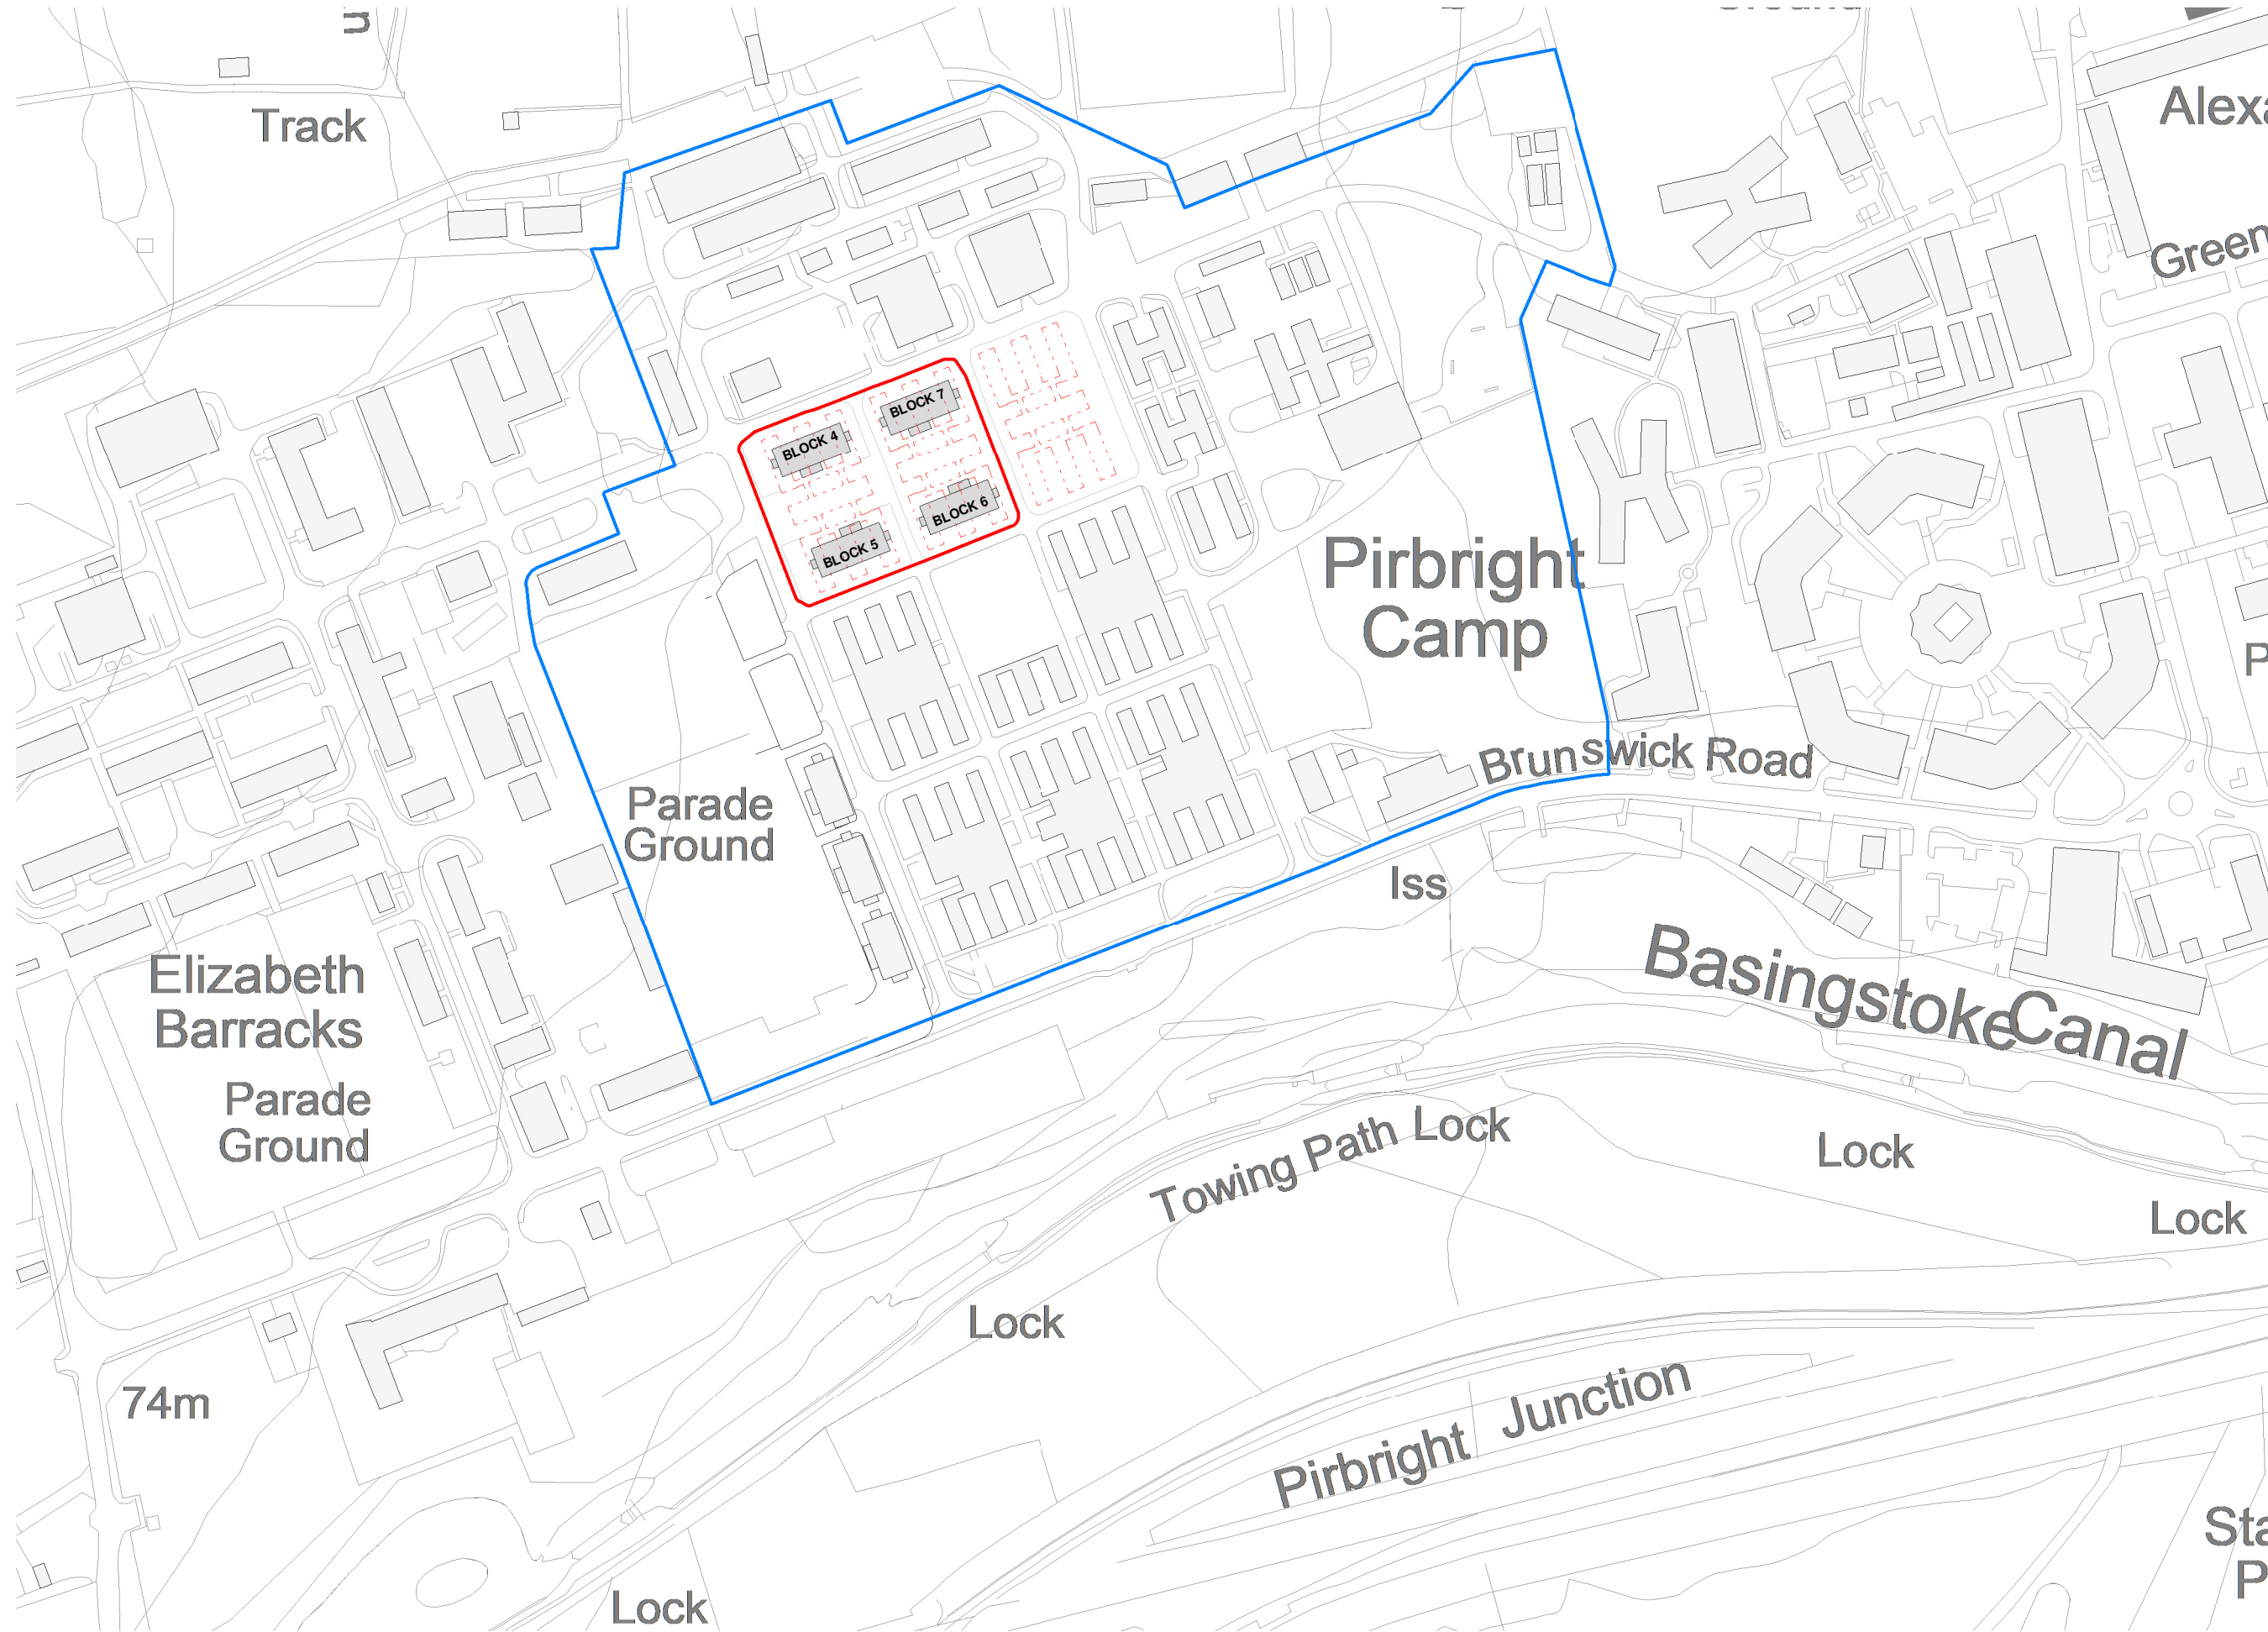 Track
Alexa
Green
BLOCK 7
BLOCK 4
BLOCK 6
BLOCK 5
Pirbright
Camp
Brunswick Road
Parade
Ground
Iss
Elizabeth
Barracks
Basingstoke Canal
Parade
Ground
Towing Path
Lock
Lock
Lock
Lock
74m
Pirbright Junction
Sta
P
P
Lock